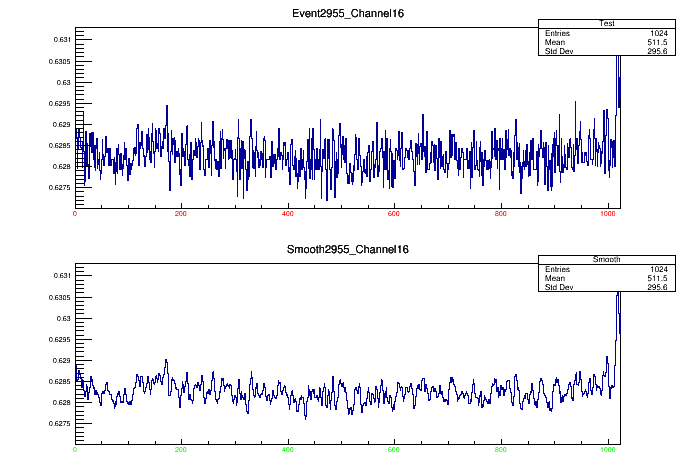 Event2955_Channel16
Test
Entries 1024
Mean 511.5
Std Dev 295.6
0.631
0.6305
0.63
0.6295
0.629
0.6285
0.628
0.6275
0 200 400 600 800 1000
Smooth2955_Channel16
Smooth
Entries 1024
Mean 511.5
Std Dev 295.6
0.631
0.6305
0.63
0.6295
0.629
0.6285
0.628
0.6275
0 200 400 600 800 1000